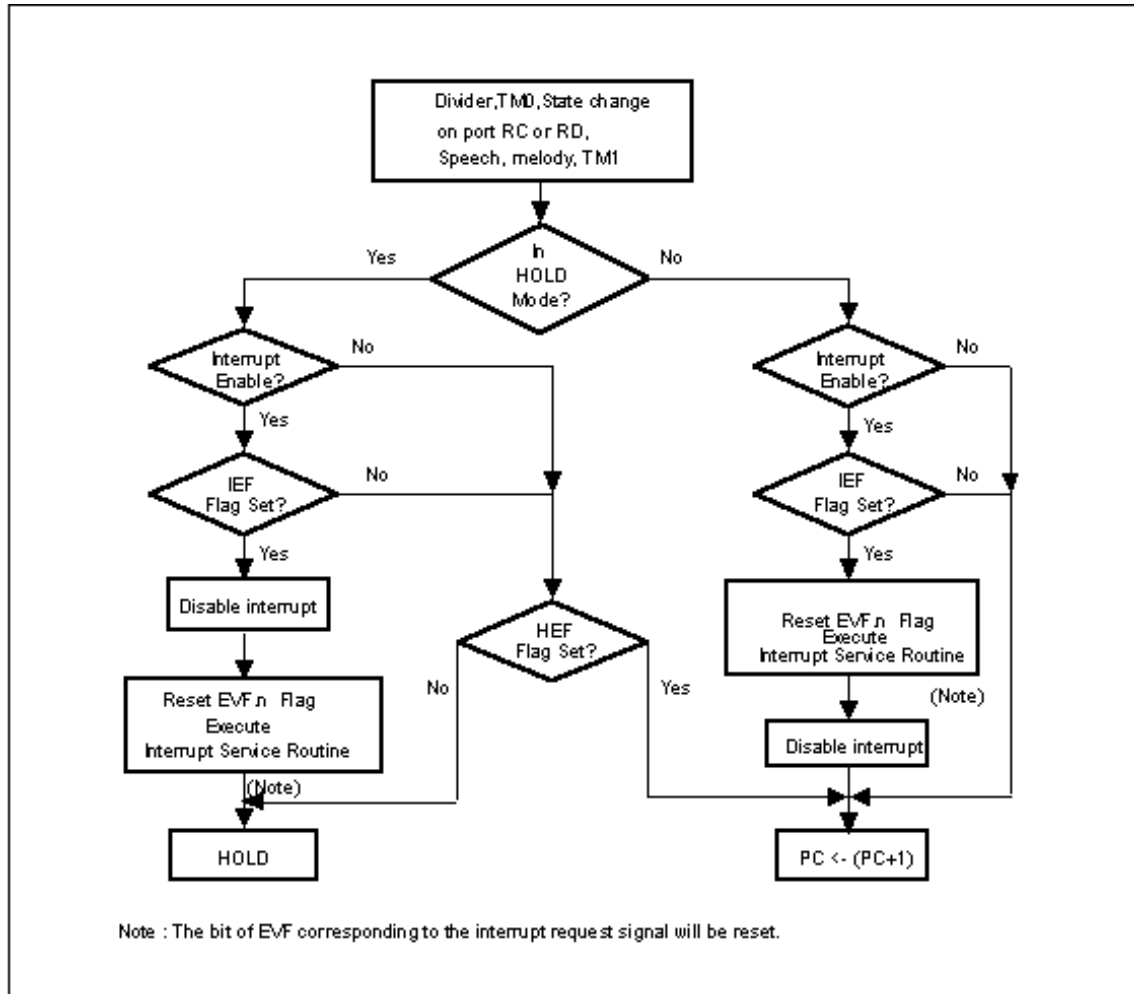 Divider,TM0,State change
on port RC or RD,
Speech, melody, TM1
In
HOLD
Mode?
Yes
No
Interrupt
Enable?
No
Interrupt
Enable?
No
Yes
Yes
IEF
Flag Set?
No
IEF
Flag Set?
No
Yes
Yes
Disable interrupt
HEF
Flag Set?
Reset EVF.n Flag
Execute
Interrupt Service Routine
No
Yes
Reset EVF.n Flag
Execute
Interrupt Service Routine
(Note)
Disable interrupt
(Note)
HOLD
PC <- (PC+1)
Note : The bit of EVF corresponding to the interrupt request signal will be reset.